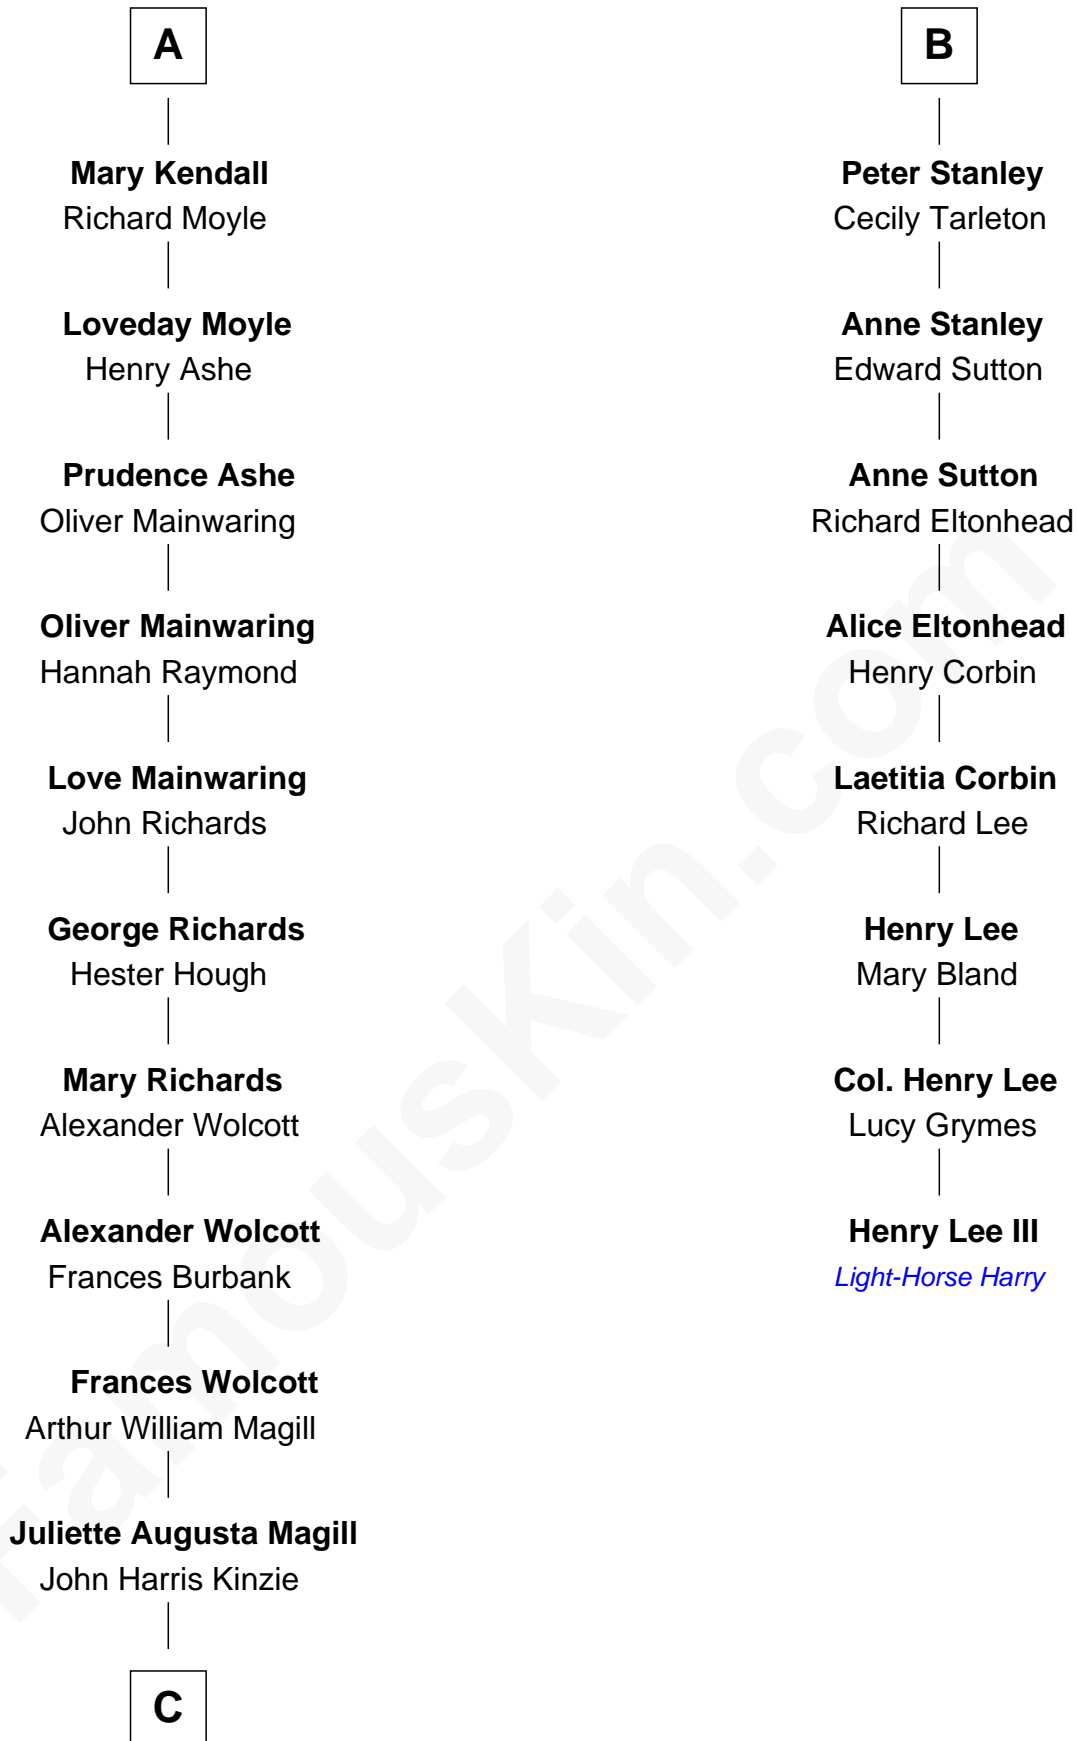 A
Mary Kendall
Richard Moyle
Loveday Moyle
Henry Ashe
Prudence Ashe
Oliver Mainwaring
Oliver Mainwaring
Hannah Raymond
Love Mainwaring
John Richards
George Richards
Hester Hough
Mary Richards
Alexander Wolcott
Alexander Wolcott
Frances Burbank
Frances Wolcott
Arthur William Magill
Juliette Augusta Magill
John Harris Kinzie
C
B
Peter Stanley
Cecily Tarleton
Anne Stanley
Edward Sutton
Anne Sutton
Richard Eltonhead
Alice Eltonhead
Henry Corbin
Laetitia Corbin
Richard Lee
Henry Lee
Mary Bland
Col. Henry Lee
Lucy Grymes
Henry Lee III
Light-Horse Harry
FamousKin.com